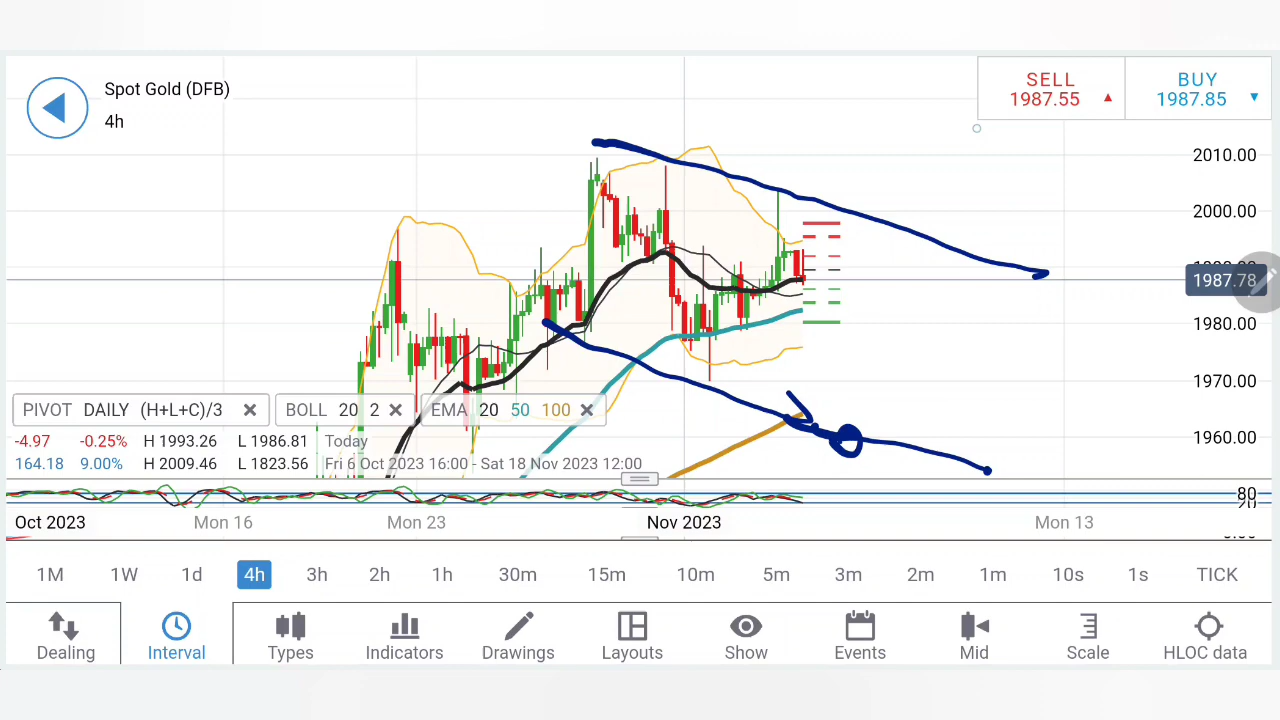 Spot Gold (DFB)
4h
SELL
1987.55
BUY
1987.85
2010.00
2000.00
1987.78
1980.00
1970.00
1960.00
PIVOT DAILY (H+L+C)/3
BOLL 20 2
EMA 20 50 100
-4.97 -0.25% H 1993.26 L 1986.81 Today
164.18 9.00% H 2009.46 L 1823.56 Fri 6 Oct 2023 16:00 - Sat 18 Nov 2023 12:00
80
Oct 2023 Mon 16 Mon 23 Nov 2023 Mon 13
1M 1W 1d 4h 3h 2h 1h 30m 15m 10m 5m 3m 2m 1m 10s 1s TICK
Dealing Interval Types Indicators Drawings Layouts Show Events Mid Scale HLOC data